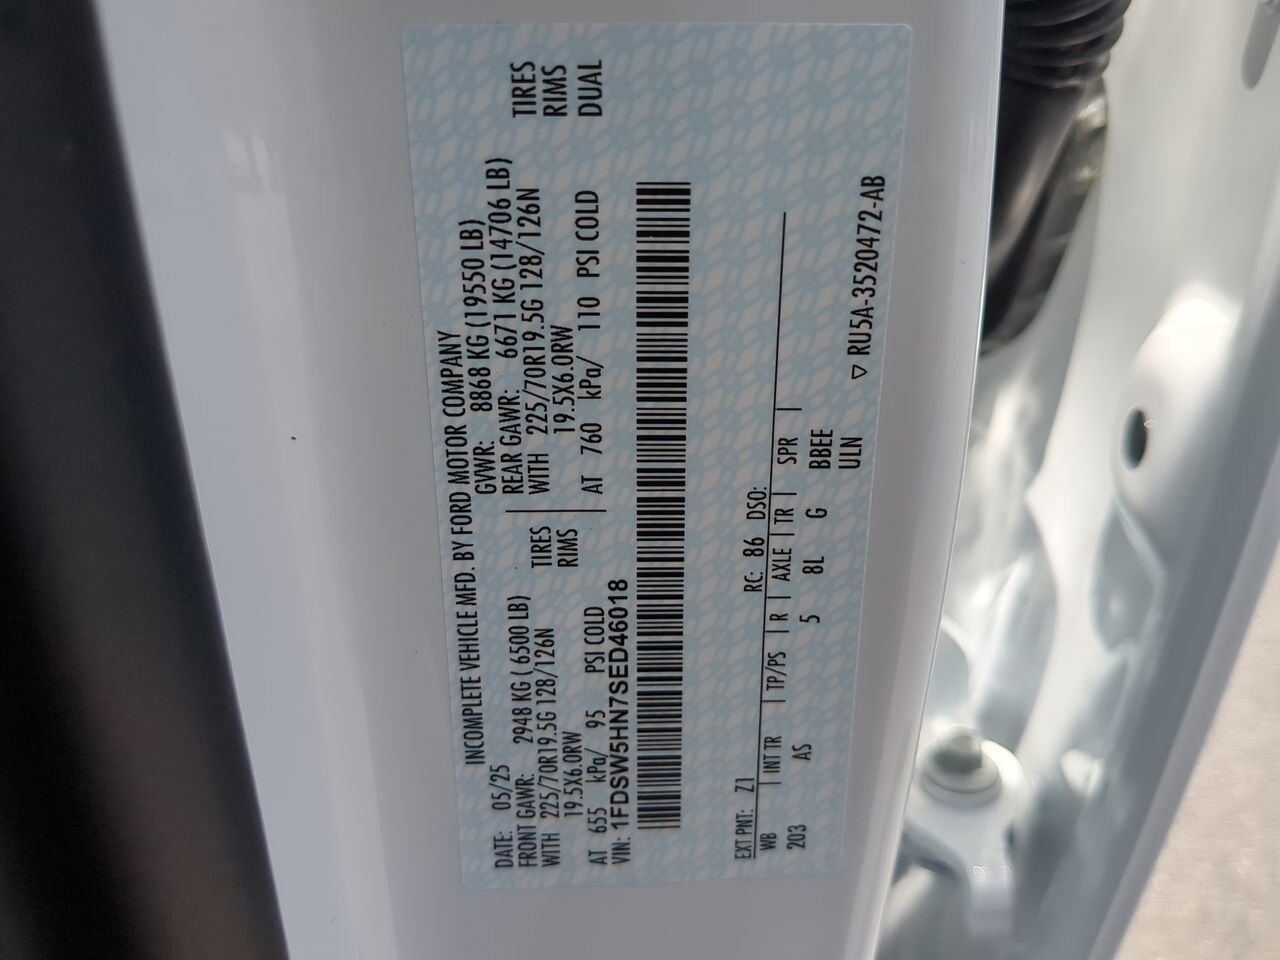 INCOMPLETE VEHICLE MFD. BY FORD MOTOR COMPANY
DATE: 05/25 GVWR: 8868 KG (19550 LB)
FRONT GAWR: 2948 KG (6500 LB) REAR GAWR: 6671 KG (14706 LB)
WITH 225/70R19.5G 128/126N TIRES WITH 225/70R19.5G 128/126N TIRES
19.5X6.0RW RIMS 19.5X6.0RW RIMS
AT 655 kPa/ 95 PSI COLD AT 760 kPa/ 110 PSI COLD DUAL
VIN: 1FDSW5HN7SED46018
EXT PNT: Z1 RC: 86 DSO:
WB | INT TR | TP/PS | R | AXLE | TR | SPR |
203 AS 5 8L G BBEE
ULN
▽ RU5A-3520472-AB